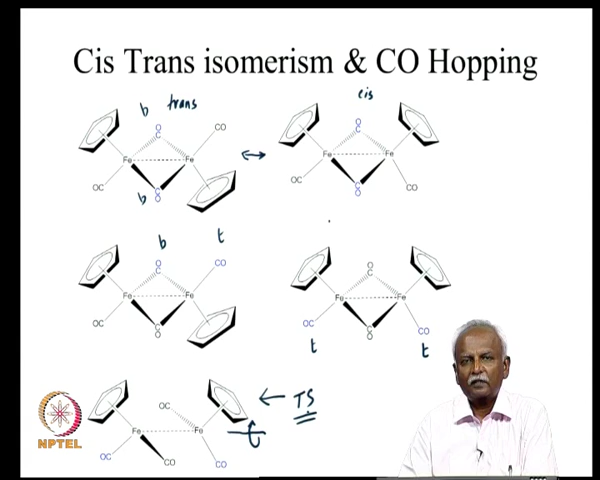 Cis Trans isomerism & CO Hopping
b trans cis
O O
C CO C
Fe Fe Fe Fe
OC C OC C CO
b O O
b t
O CO O
C C
Fe Fe Fe Fe
OC C OC C CO
O O
t t
OC ← TS
Fe Fe
OC CO CO
NPTEL